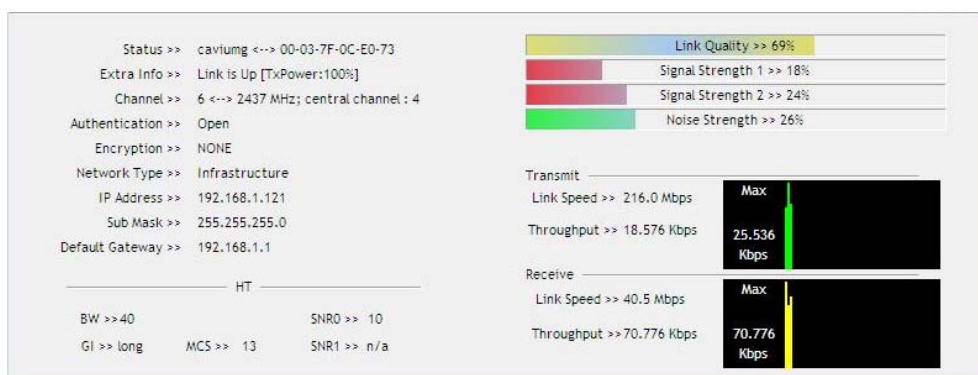 Status >> caviumg <--> 00-03-7F-0C-E0-73
Extra Info >> Link is Up [TxPower:100%]
Channel >> 6 <--> 2437 MHz; central channel : 4
Authentication >> Open
Encryption >> NONE
Network Type >> Infrastructure
IP Address >> 192.168.1.121
Sub Mask >> 255.255.255.0
Default Gateway >> 192.168.1.1
HT
BW >>40 SNR0 >> 10
GI >> long MCS >> 13 SNR1 >> n/a
Link Quality >> 69%
Signal Strength 1 >> 18%
Signal Strength 2 >> 24%
Noise Strength >> 26%
Transmit
Link Speed >> 216.0 Mbps
Throughput >> 18.576 Kbps
Max
25.536
Kbps
Receive
Link Speed >> 40.5 Mbps
Throughput >>70.776 Kbps
Max
70.776
Kbps